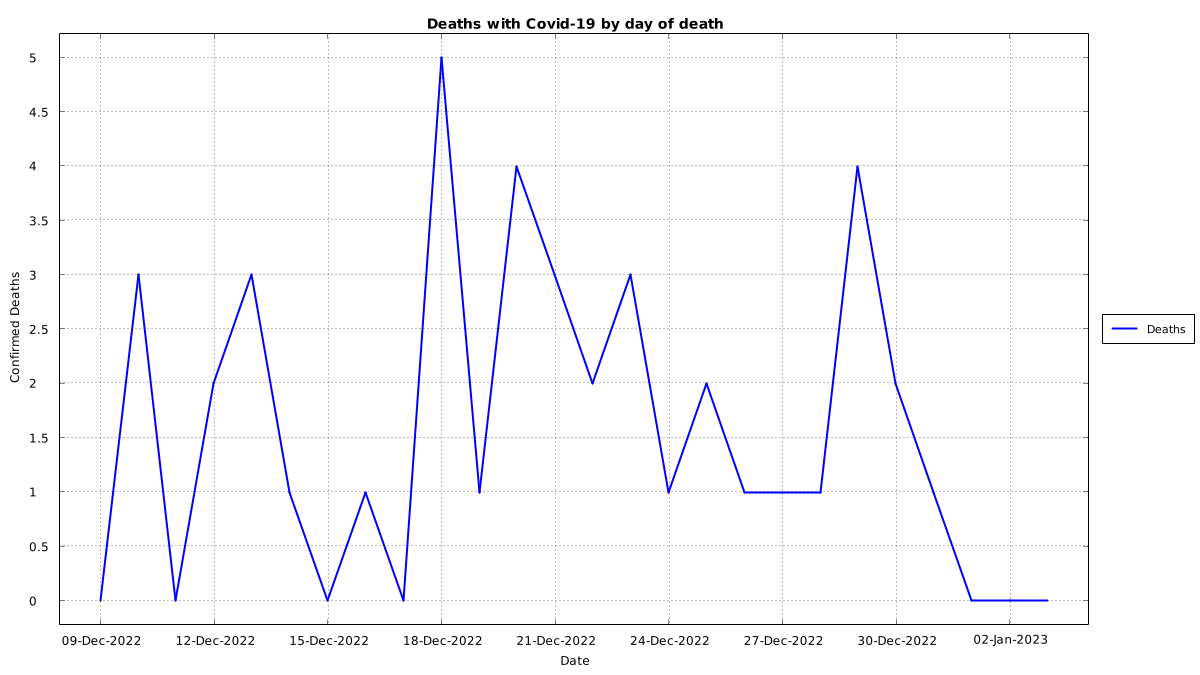 Deaths with Covid-19 by day of death
5
4.5
4
3.5
3
2.5
2
1.5
1
0.5
0
Confirmed Deaths
09-Dec-2022 12-Dec-2022 15-Dec-2022 18-Dec-2022 21-Dec-2022 24-Dec-2022 27-Dec-2022 30-Dec-2022 02-Jan-2023
Date
Deaths